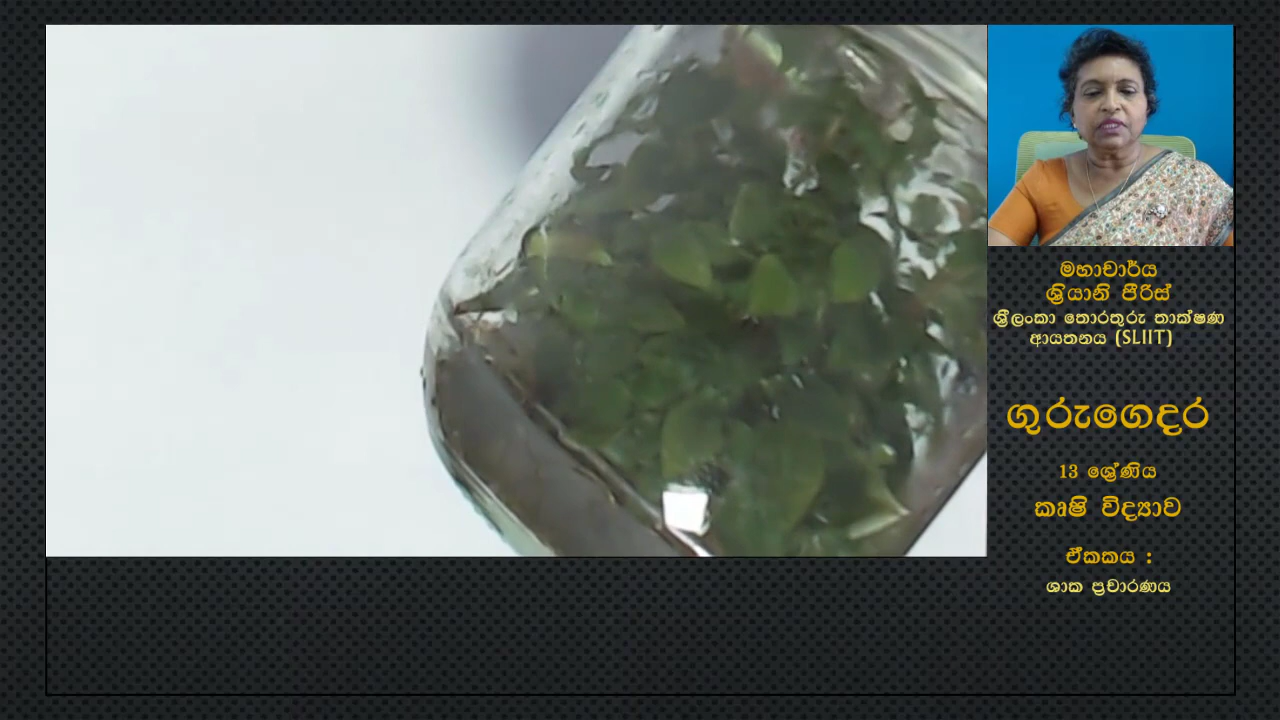 මහාචාර්ය
ශ්‍රියානි පීරිස්
ශ්‍රීලංකා තොරතුරු තාක්ෂණ
ආයතනය (SLIIT)
ගුරුගෙදර
13 ශ්‍රේණිය
කෘෂි විද්‍යාව
ඒකකය :
ශාක ප්‍රචාරණය